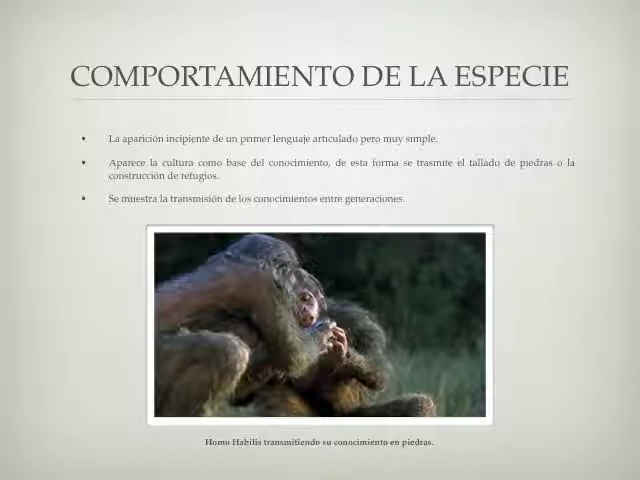 COMPORTAMIENTO DE LA ESPECIE
• La aparición incipiente de un primer lenguaje articulado pero muy simple.
• Aparece la cultura como base del conocimiento, de esta forma se trasmite el tallado de piedras o la
construcción de refugios.
• Se muestra la transmisión de los conocimientos entre generaciones.
Homo Habilis transmitiendo su conocimiento en piedras.